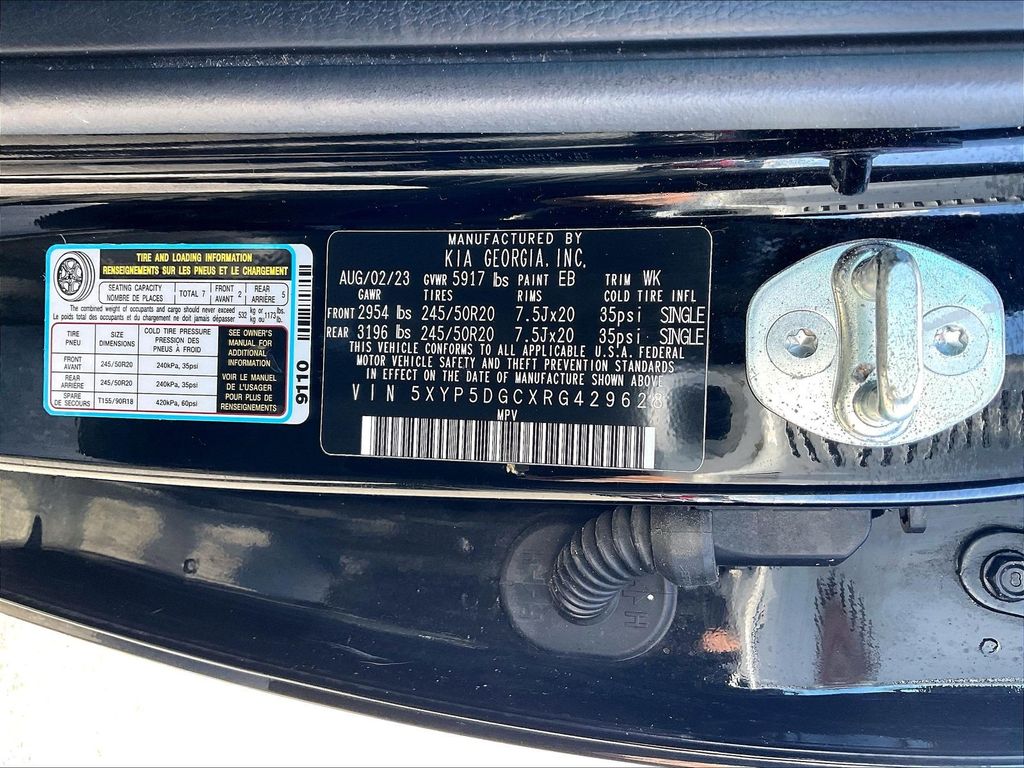 TIRE AND LOADING INFORMATION
RENSEIGNEMENTS SUR LES PNEUS ET LE CHARGEMENT
SEATING CAPACITY
NOMBRE DE PLACES
TOTAL 7
FRONT
AVANT 2
REAR
ARRIÈRE 5
The combined weight of occupants and cargo should never exceed
Le poids total des occupants et du chargement ne doit jamais dépasser
532 kg or kg ou 1173 lbs. lb.
TIRE
PNEU
SIZE
DIMENSIONS
COLD TIRE PRESSURE
PRESSION DES
PNEUS À FROID
FRONT
AVANT
245/50R20
240kPa, 35psi
REAR
ARRIÈRE
245/50R20
240kPa, 35psi
SPARE
DE SECOURS
T155/90R18
420kPa, 60psi
SEE OWNER'S
MANUAL FOR
ADDITIONAL
INFORMATION
VOIR LE MANUEL
DE L'USAGER
POUR PLUS DE
RENSEIGNEMENTS
9110
MANUFACTURED BY
KIA GEORGIA, INC.
AUG/02/23 GVWR 5917 lbs PAINT EB TRIM WK
GAWR TIRES RIMS COLD TIRE INFL
FRONT 2954 lbs 245/50R20 7.5Jx20 35psi SINGLE
REAR 3196 lbs 245/50R20 7.5Jx20 35psi SINGLE
THIS VEHICLE CONFORMS TO ALL APPLICABLE U.S.A. FEDERAL
MOTOR VEHICLE SAFETY AND THEFT PREVENTION STANDARDS
IN EFFECT ON THE DATE OF MANUFACTURE SHOWN ABOVE
VIN 5XYP5DGCXRG429628
MPV
8